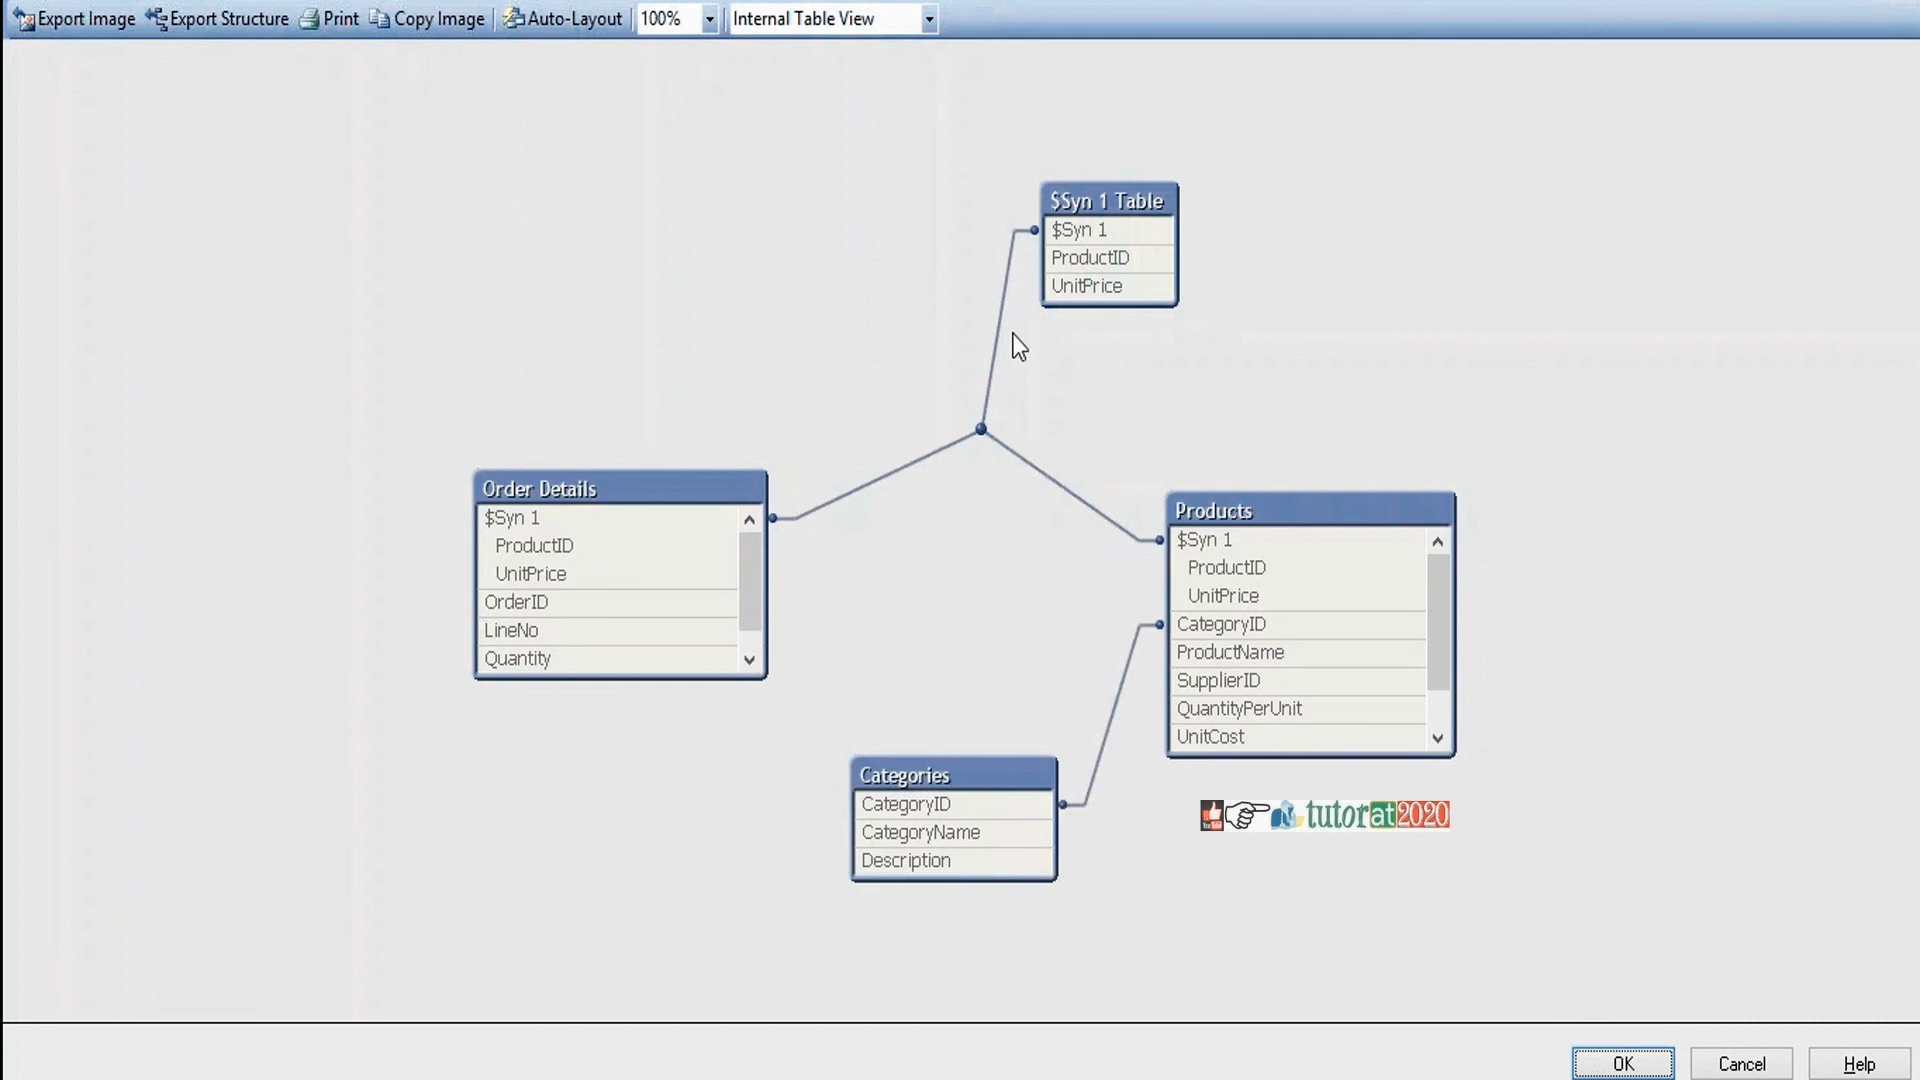 Export Image Export Structure Print Copy Image Auto-Layout 100% Internal Table View
$Syn 1 Table
$Syn 1
ProductID
UnitPrice
Order Details
$Syn 1
ProductID
UnitPrice
OrderID
LineNo
Quantity
Products
$Syn 1
ProductID
UnitPrice
CategoryID
ProductName
SupplierID
QuantityPerUnit
UnitCost
Categories
CategoryID
CategoryName
Description
tutorat2020
OK Cancel Help